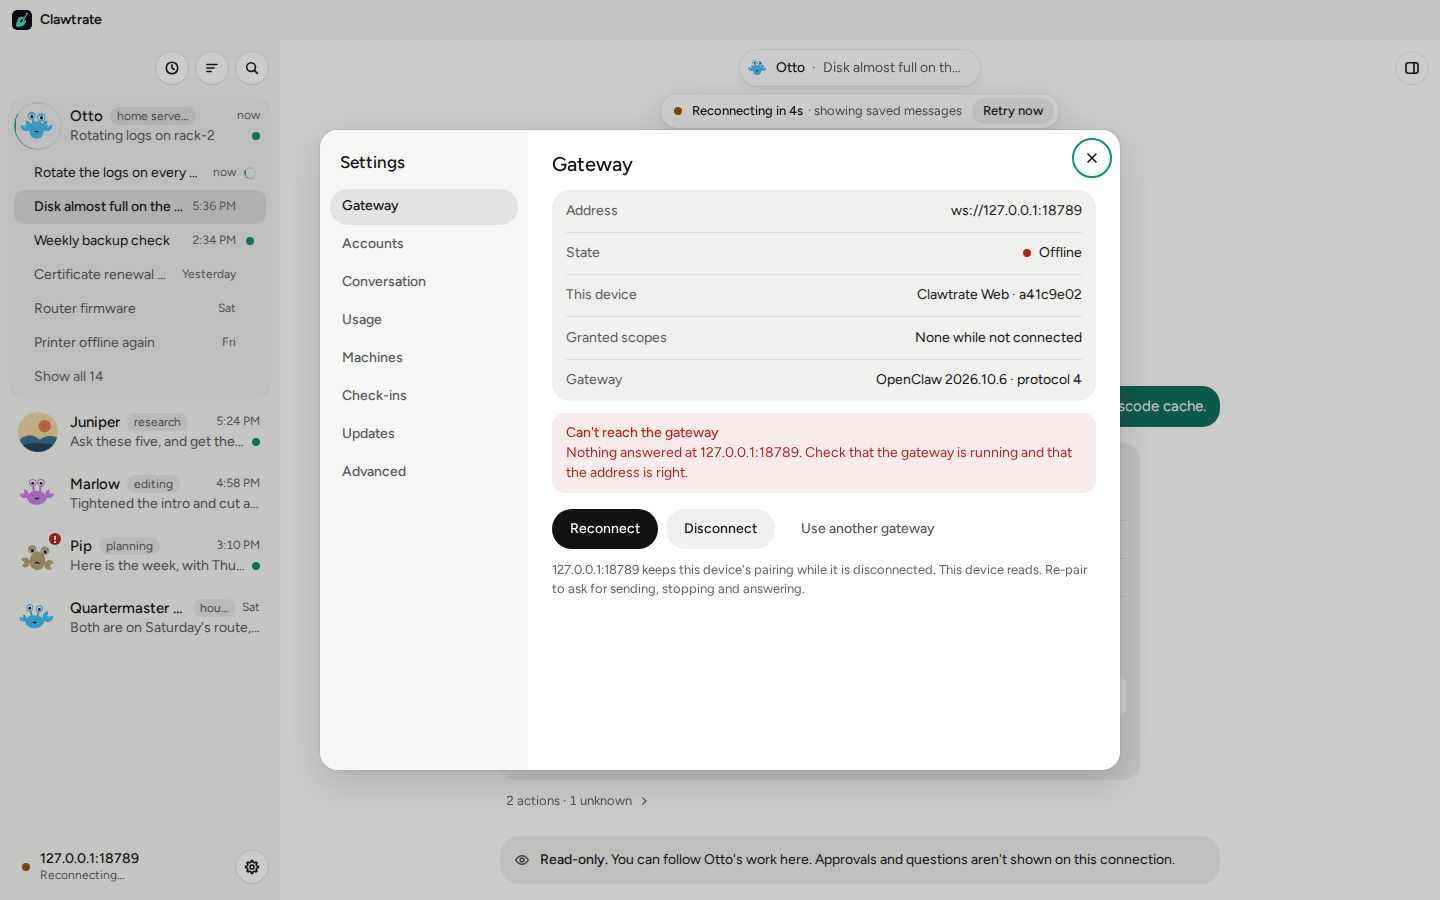 Clawtrate
Otto home serve... now
Rotating logs on rack-2
Rotate the logs on every ... now
Disk almost full on the ... 5:36 PM
Weekly backup check 2:34 PM
Certificate renewal ... Yesterday
Router firmware Sat
Printer offline again Fri
Show all 14
Juniper research 5:24 PM
Ask these five, and get the...
Marlow editing 4:58 PM
Tightened the intro and cut a...
Pip planning 3:10 PM
Here is the week, with Thu...
Quartermaster ... hou... Sat
Both are on Saturday's route,...
127.0.0.1:18789
Reconnecting...
Otto · Disk almost full on th...
Reconnecting in 4s · showing saved messages Retry now
Settings
Gateway
Accounts
Conversation
Usage
Machines
Check-ins
Updates
Advanced
Gateway
Address ws://127.0.0.1:18789
State Offline
This device Clawtrate Web · a41c9e02
Granted scopes None while not connected
Gateway OpenClaw 2026.10.6 · protocol 4
Can't reach the gateway
Nothing answered at 127.0.0.1:18789. Check that the gateway is running and that
the address is right.
Reconnect Disconnect Use another gateway
127.0.0.1:18789 keeps this device's pairing while it is disconnected. This device reads. Re-pair
to ask for sending, stopping and answering.
scode cache.
2 actions · 1 unknown
Read-only. You can follow Otto's work here. Approvals and questions aren't shown on this connection.